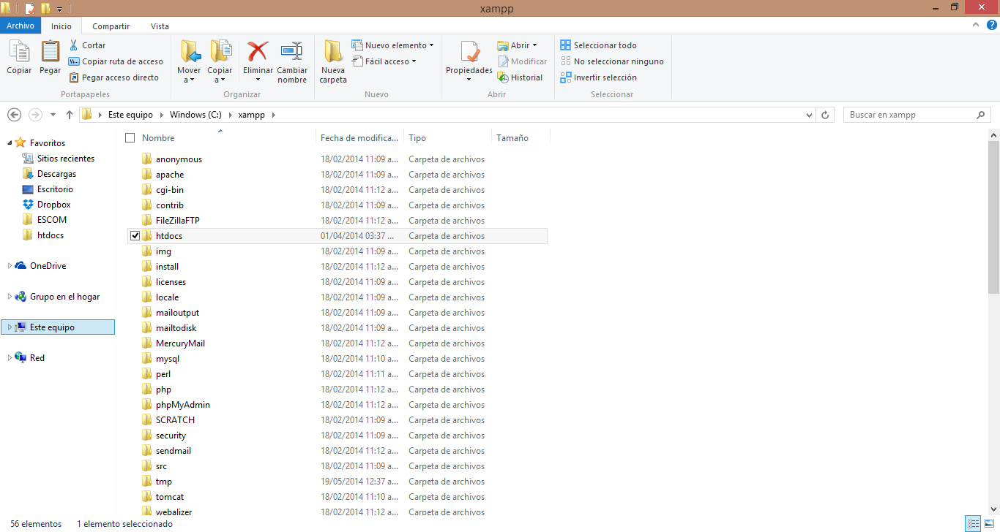 xampp
Archivo Inicio Compartir Vista
Copiar
Pegar
Cortar
Copiar ruta de acceso
Pegar acceso directo
Portapapeles
Mover a
Copiar a
Eliminar
Cambiar nombre
Organizar
Nueva carpeta
Nuevo elemento
Fácil acceso
Nuevo
Propiedades
Abrir
Modificar
Historial
Abrir
Seleccionar todo
No seleccionar ninguno
Invertir selección
Seleccionar
Este equipo Windows (C:) xampp
Buscar en xampp
Favoritos
Sitios recientes
Descargas
Escritorio
Dropbox
ESCOM
htdocs
OneDrive
Grupo en el hogar
Este equipo
Red
Nombre Fecha de modifica... Tipo Tamaño
anonymous 18/02/2014 11:09 a... Carpeta de archivos
apache 18/02/2014 11:09 a... Carpeta de archivos
cgi-bin 18/02/2014 11:12 a... Carpeta de archivos
contrib 18/02/2014 11:09 a... Carpeta de archivos
FileZillaFTP 18/02/2014 11:12 a... Carpeta de archivos
htdocs 01/04/2014 03:37 ... Carpeta de archivos
img 18/02/2014 11:09 a... Carpeta de archivos
install 18/02/2014 11:12 a... Carpeta de archivos
licenses 18/02/2014 11:09 a... Carpeta de archivos
locale 18/02/2014 11:09 a... Carpeta de archivos
mailoutput 18/02/2014 11:09 a... Carpeta de archivos
mailtodisk 18/02/2014 11:09 a... Carpeta de archivos
MercuryMail 18/02/2014 11:12 a... Carpeta de archivos
mysql 18/02/2014 11:10 a... Carpeta de archivos
perl 18/02/2014 11:11 a... Carpeta de archivos
php 18/02/2014 11:12 a... Carpeta de archivos
phpMyAdmin 18/02/2014 11:12 a... Carpeta de archivos
SCRATCH 18/02/2014 11:09 a... Carpeta de archivos
security 18/02/2014 11:09 a... Carpeta de archivos
sendmail 18/02/2014 11:12 a... Carpeta de archivos
src 18/02/2014 11:09 a... Carpeta de archivos
tmp 19/05/2014 12:37 a... Carpeta de archivos
tomcat 18/02/2014 11:10 a... Carpeta de archivos
webalizer 18/02/2014 11:12 a... Carpeta de archivos
56 elementos 1 elemento seleccionado